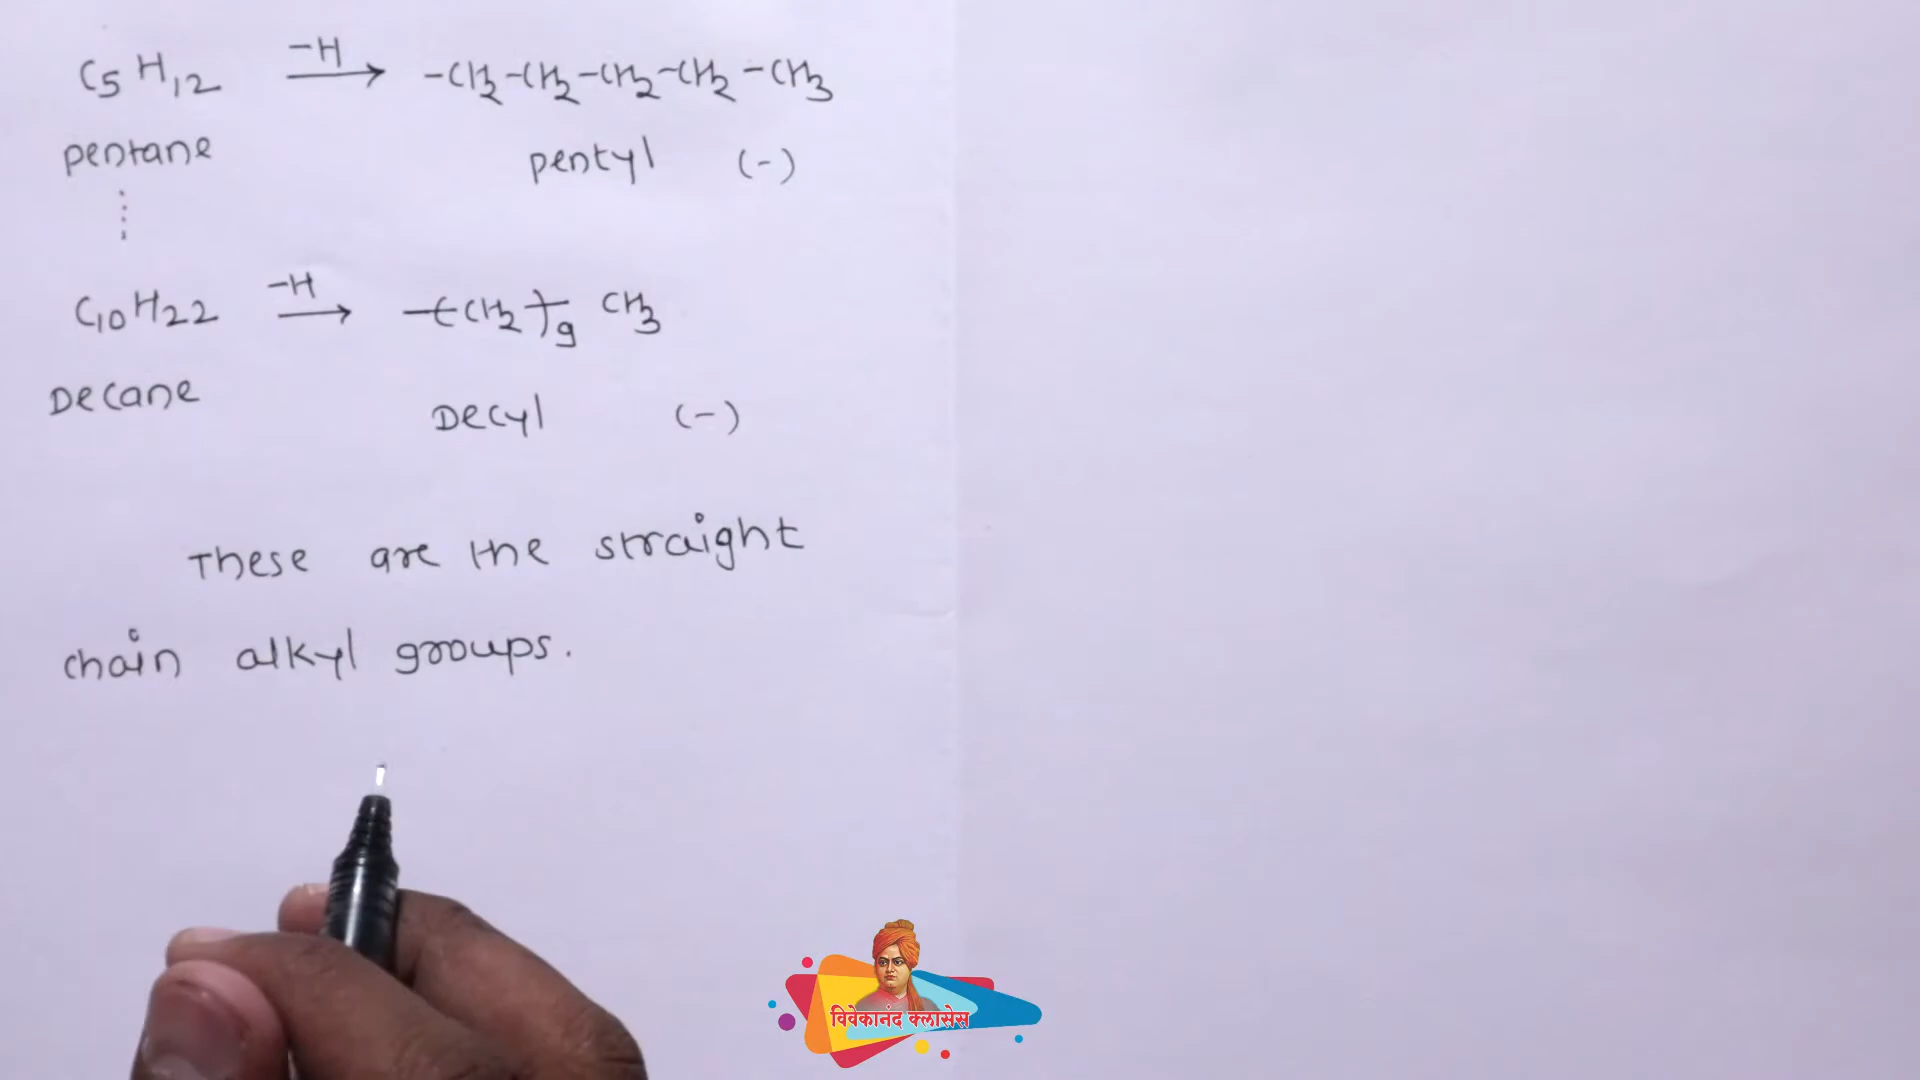 C5H12 —H→ -CH2-CH2-CH2-CH2-CH3
pentane pentyl (-)
C10H22 —H→ -(CH2)9 CH3
Decane Decyl (-)
These are the straight
chain alkyl groups.
विवेकानंद क्लासेस